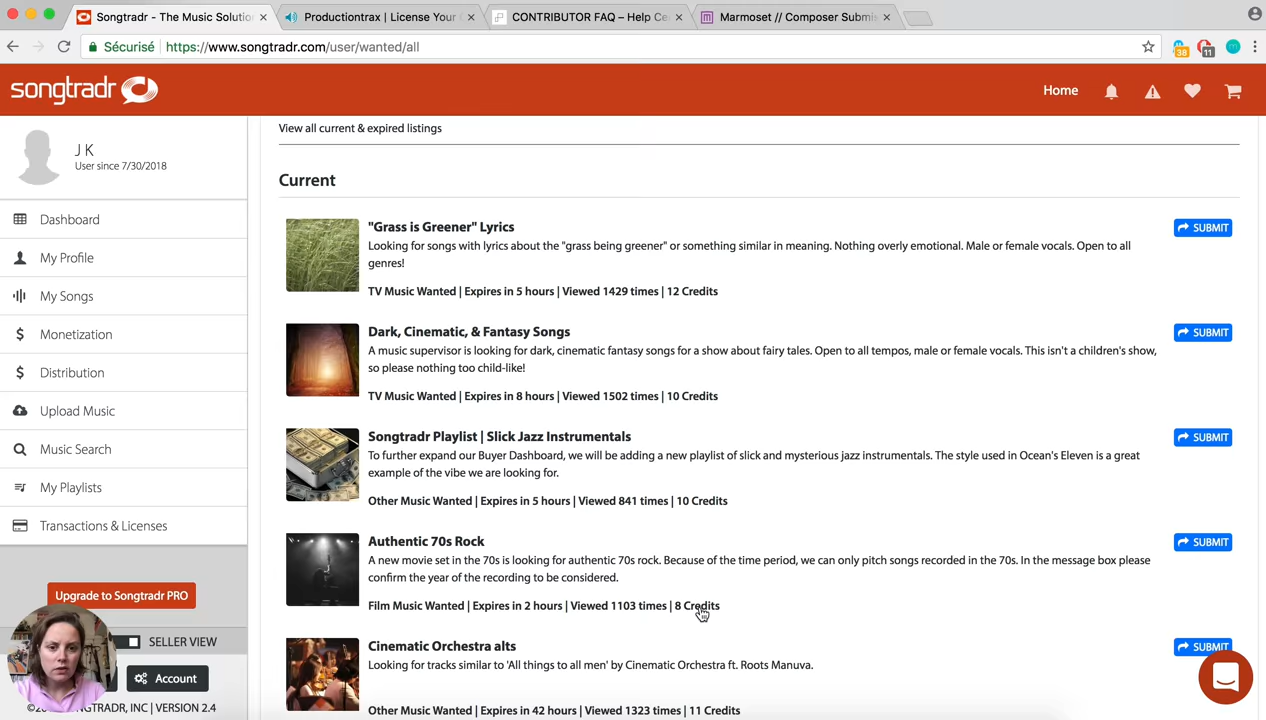 Songtradr - The Music Solutio
Productiontrax | License Your
CONTRIBUTOR FAQ – Help Ce
Marmoset // Composer Submis
Sécurisé
https://www.songtradr.com/user/wanted/all
38
11
songtradr
Home
J K
User since 7/30/2018
Dashboard
My Profile
My Songs
Monetization
Distribution
Upload Music
Music Search
My Playlists
Transactions & Licenses
Upgrade to Songtradr PRO
SELLER VIEW
Account
NGTRADR, INC | VERSION 2.4
View all current & expired listings
Current
"Grass is Greener" Lyrics
SUBMIT
Looking for songs with lyrics about the "grass being greener" or something similar in meaning. Nothing overly emotional. Male or female vocals. Open to all
genres!
TV Music Wanted | Expires in 5 hours | Viewed 1429 times | 12 Credits
Dark, Cinematic, & Fantasy Songs
SUBMIT
A music supervisor is looking for dark, cinematic fantasy songs for a show about fairy tales. Open to all tempos, male or female vocals. This isn't a children's show,
so please nothing too child-like!
TV Music Wanted | Expires in 8 hours | Viewed 1502 times | 10 Credits
Songtradr Playlist | Slick Jazz Instrumentals
SUBMIT
To further expand our Buyer Dashboard, we will be adding a new playlist of slick and mysterious jazz instrumentals. The style used in Ocean's Eleven is a great
example of the vibe we are looking for.
Other Music Wanted | Expires in 5 hours | Viewed 841 times | 10 Credits
Authentic 70s Rock
SUBMIT
A new movie set in the 70s is looking for authentic 70s rock. Because of the time period, we can only pitch songs recorded in the 70s. In the message box please
confirm the year of the recording to be considered.
Film Music Wanted | Expires in 2 hours | Viewed 1103 times | 8 Credits
Cinematic Orchestra alts
SUBMIT
Looking for tracks similar to 'All things to all men' by Cinematic Orchestra ft. Roots Manuva.
Other Music Wanted | Expires in 42 hours | Viewed 1323 times | 11 Credits